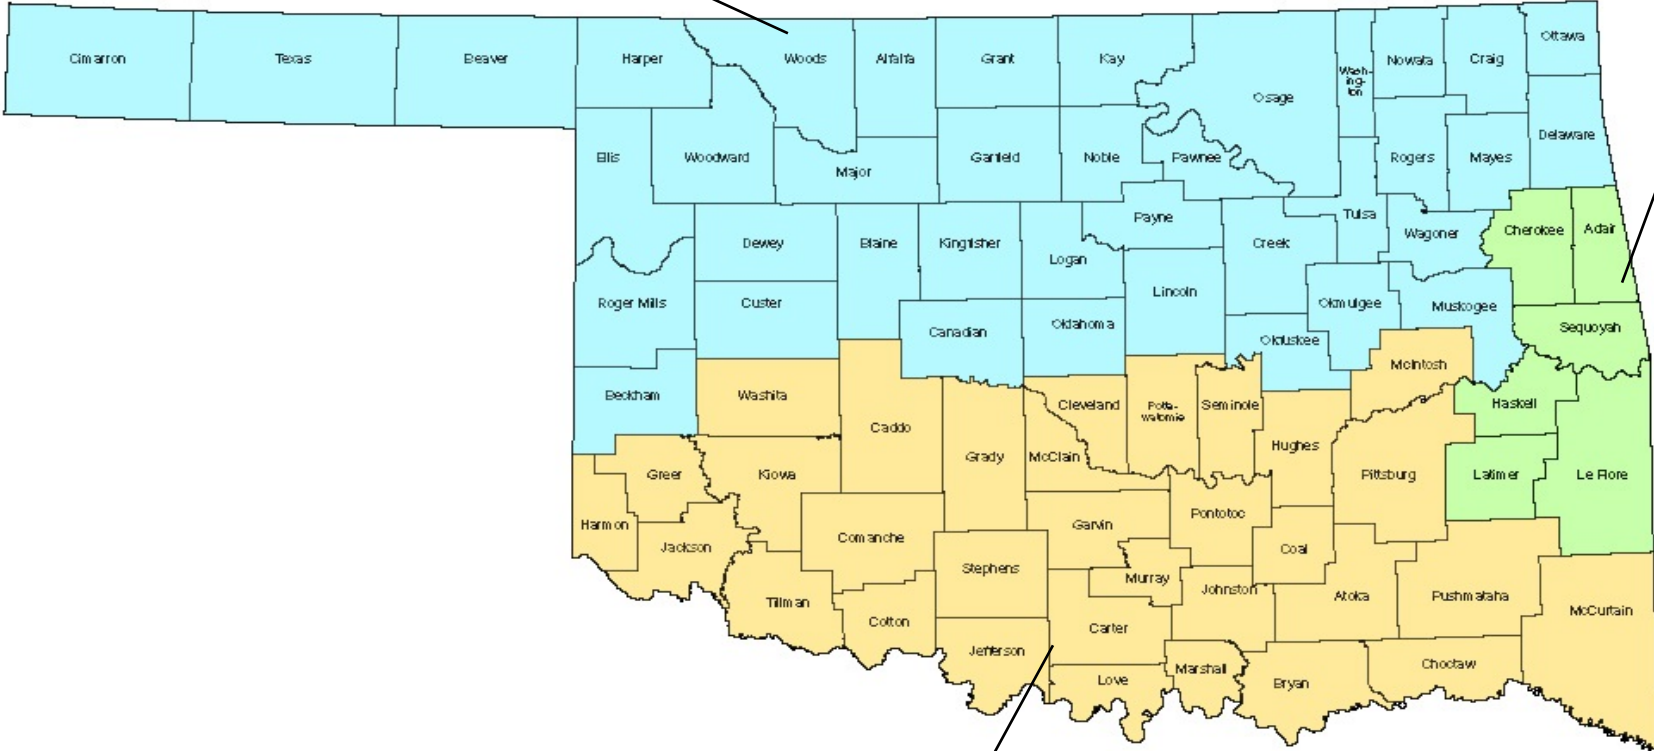 Cimarron
Texas
Beaver
Harper
Woods
Alfalfa
Grant
Kay
Osage
Wash-
ing-
ton
Nowata
Craig
Ottawa
Ellis
Woodward
Major
Garfield
Noble
Pawnee
Rogers
Mayes
Delaware
Dewey
Blaine
Kingfisher
Logan
Payne
Creek
Tulsa
Wagoner
Cherokee
Adair
Roger Mills
Custer
Canadian
Oklahoma
Lincoln
Okmulgee
Muskogee
Okfuskee
Sequoyah
Beckham
Washita
Caddo
Grady
McClain
Cleveland
Potta-
watomie
Seminole
Hughes
McIntosh
Haskell
Pittsburg
Latimer
Le Flore
Greer
Kiowa
Harmon
Jackson
Comanche
Stephens
Garvin
Pontotoc
Coal
Murray
Johnston
Atoka
Pushmataha
McCurtain
Tillman
Cotton
Jefferson
Carter
Love
Marshall
Bryan
Choctaw